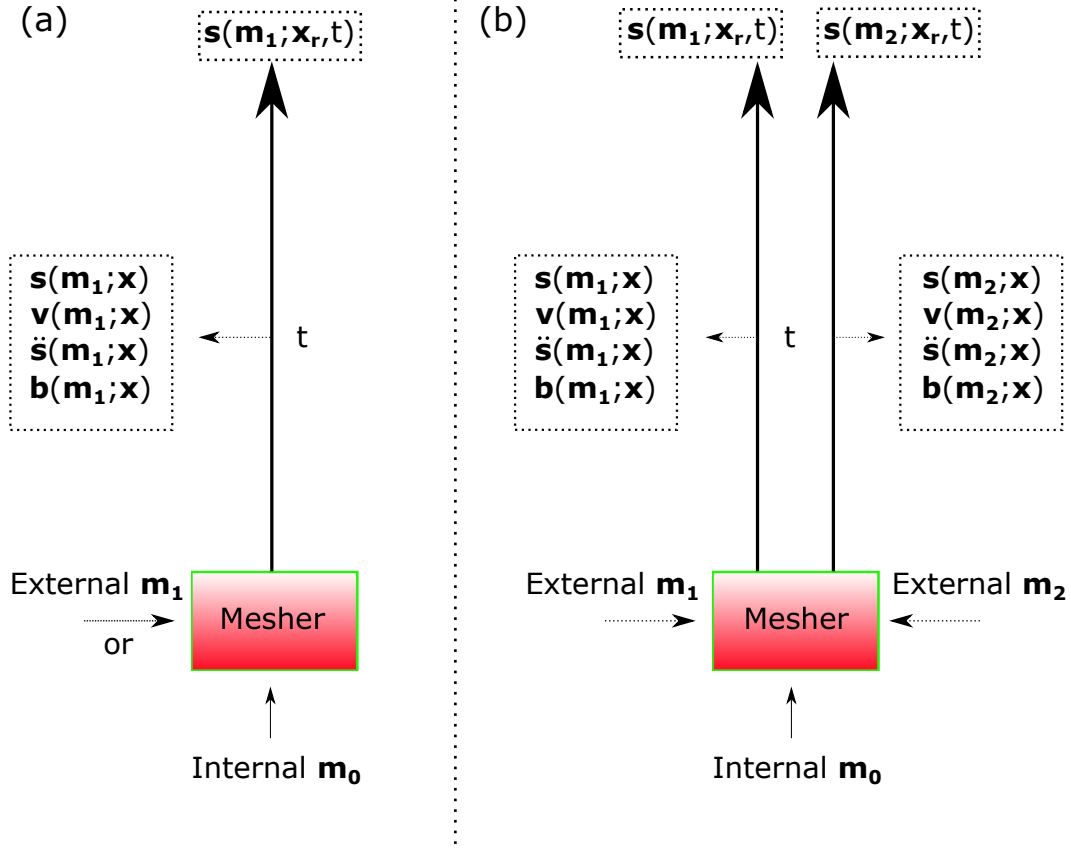 (a)
s(m₁;xᵣ,t)
s(m₁;x)
v(m₁;x)
s̈(m₁;x)
b(m₁;x)
t
External m₁
or
Mesher
Internal m₀
(b)
s(m₁;xᵣ,t)
s(m₂;xᵣ,t)
s(m₁;x)
v(m₁;x)
s̈(m₁;x)
b(m₁;x)
t
s(m₂;x)
v(m₂;x)
s̈(m₂;x)
b(m₂;x)
External m₁
Mesher
External m₂
Internal m₀